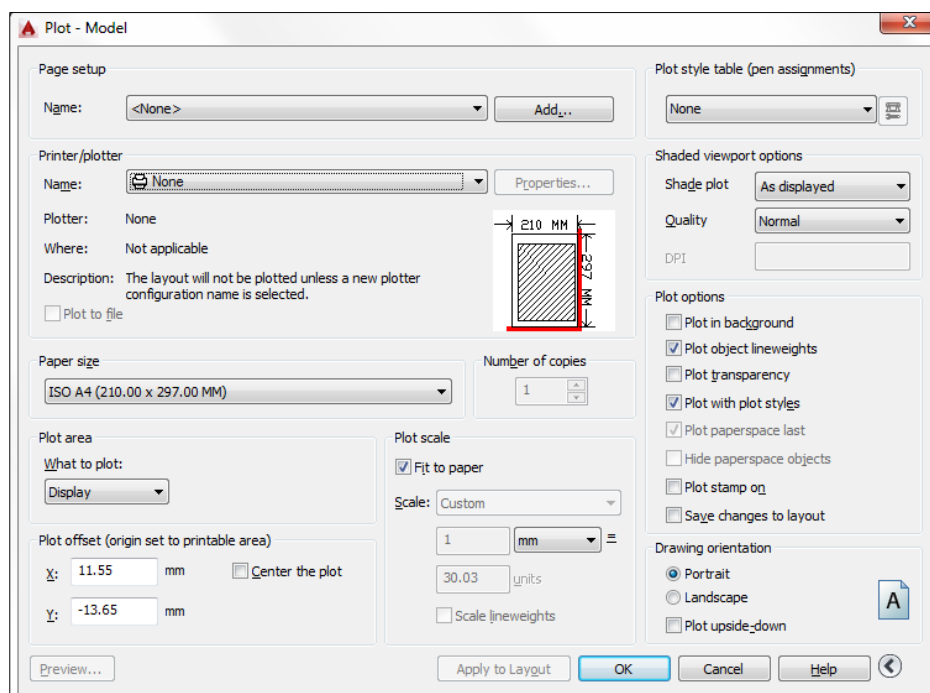 Plot - Model
Page setup
Name:
<None>
Add...
Printer/plotter
Name:
None
Properties...
Plotter:
None
Where:
Not applicable
Description:
The layout will not be plotted unless a new plotter
configuration name is selected.
Plot to file
210 MM
297 MM
Paper size
ISO A4 (210.00 x 297.00 MM)
Number of copies
1
Plot area
What to plot:
Display
Plot offset (origin set to printable area)
X:
11.55
mm
Center the plot
Y:
-13.65
mm
Plot scale
Fit to paper
Scale:
Custom
1
mm
=
30.03
units
Scale lineweights
Plot style table (pen assignments)
None
Shaded viewport options
Shade plot
As displayed
Quality
Normal
DPI
Plot options
Plot in background
Plot object lineweights
Plot transparency
Plot with plot styles
Plot paperspace last
Hide paperspace objects
Plot stamp on
Save changes to layout
Drawing orientation
Portrait
Landscape
Plot upside-down
A
Preview...
Apply to Layout
OK
Cancel
Help